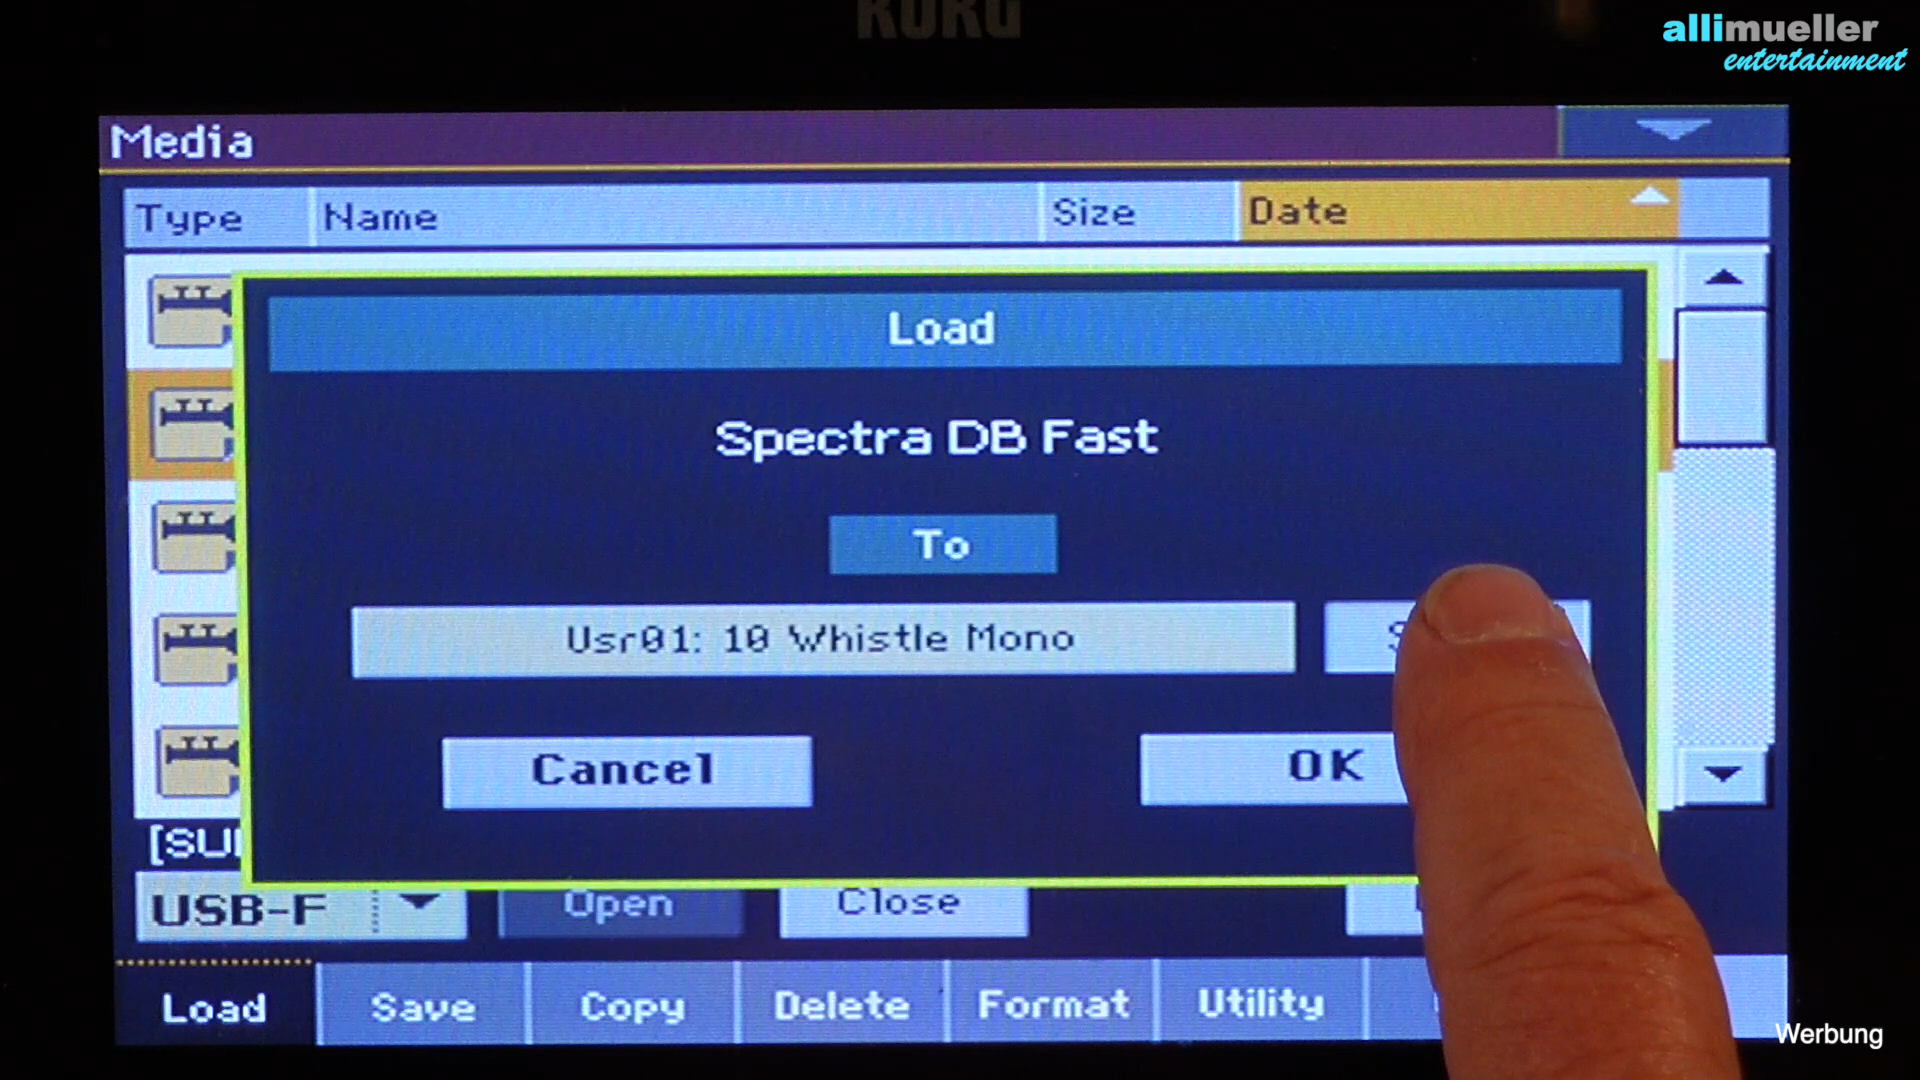 KORG
allimueller
entertainment
Media
Type Name Size Date
Load
Spectra DB Fast
To
Usr01: 10 Whistle Mono
Cancel OK
USB-F Open Close
Load Save Copy Delete Format Utility
Werbung